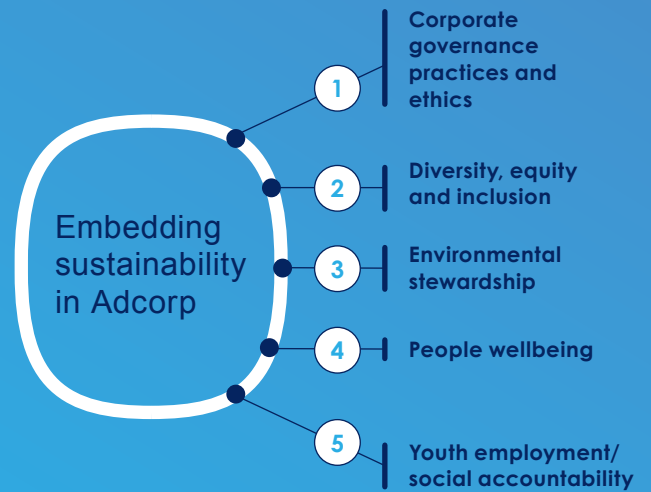 Embedding
sustainability
in Adcorp
1
Corporate
governance
practices and
ethics
2
Diversity, equity
and inclusion
3
Environmental
stewardship
4
People wellbeing
5
Youth employment/
social accountability